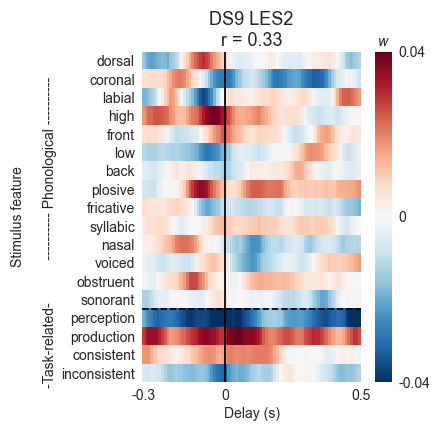 DS9 LES2
r = 0.33
w
dorsal
coronal
labial
high
front
low
back
plosive
fricative
syllabic
nasal
voiced
obstruent
sonorant
perception
production
consistent
inconsistent
Stimulus feature
-Task-related- ----------- Phonological ----------
0.04
0
-0.04
-0.3 0 0.5
Delay (s)